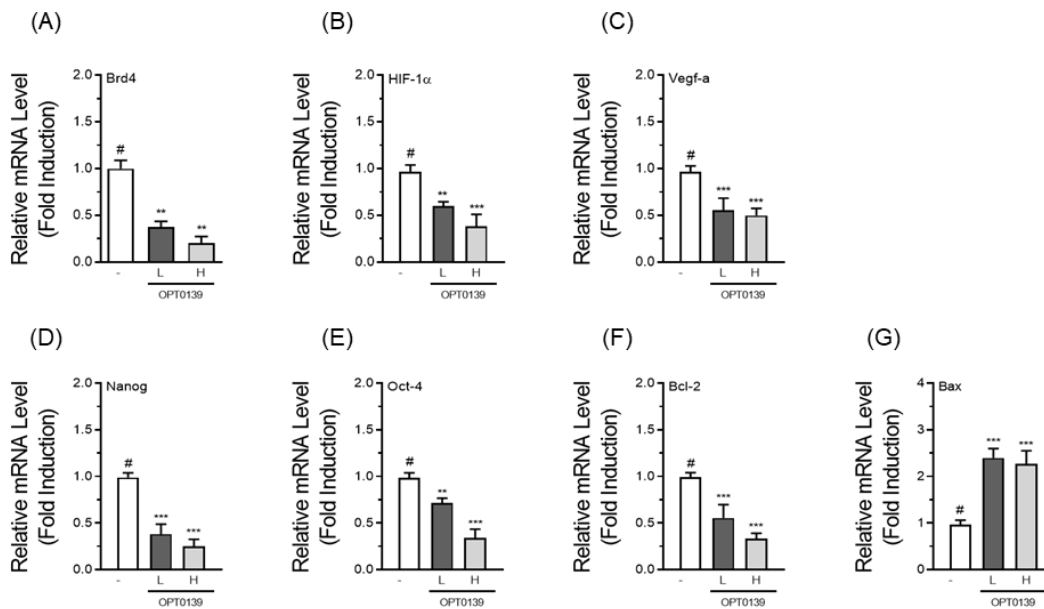 (A)
Relative mRNA Level
(Fold Induction)
Brd4
2.0
1.5
1.0
0.5
0.0
#
**
**
-
L
H
OPT0139
(B)
Relative mRNA Level
(Fold Induction)
HIF-1α
2.0
1.5
1.0
0.5
0.0
#
**
***
-
L
H
OPT0139
(C)
Relative mRNA Level
(Fold Induction)
Vegf-a
2.0
1.5
1.0
0.5
0.0
#
***
***
-
L
H
OPT0139
(D)
Relative mRNA Level
(Fold Induction)
Nanog
2.0
1.5
1.0
0.5
0.0
#
***
***
-
L
H
OPT0139
(E)
Relative mRNA Level
(Fold Induction)
Oct-4
2.0
1.5
1.0
0.5
0.0
#
**
***
-
L
H
OPT0139
(F)
Relative mRNA Level
(Fold Induction)
Bcl-2
2.0
1.5
1.0
0.5
0.0
#
***
***
-
L
H
OPT0139
(G)
Relative mRNA Level
(Fold Induction)
Bax
4
3
2
1
0
#
***
***
-
L
H
OPT0139